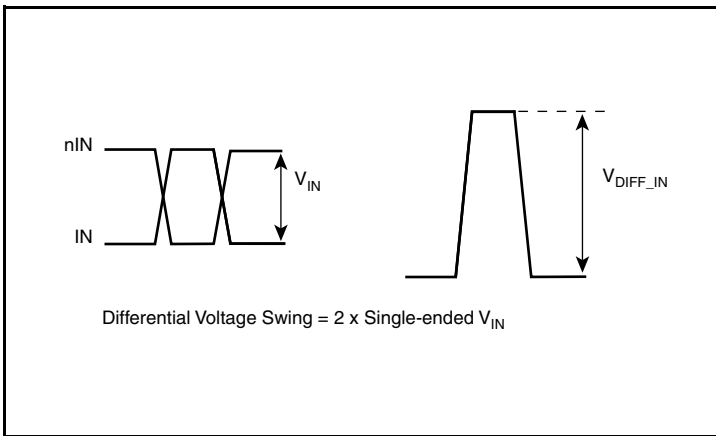 nIN
V_IN
IN
V_DIFF_IN
Differential Voltage Swing = 2 x Single-ended V_IN